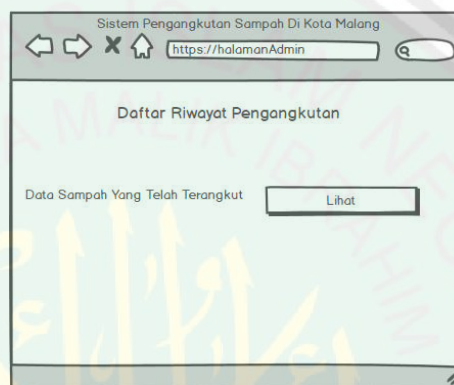 Sistem Pengangkutan Sampah Di Kota Malang
https://halamanAdmin
Daftar Riwayat Pengangkutan
Data Sampah Yang Telah Terangkut
Lihat